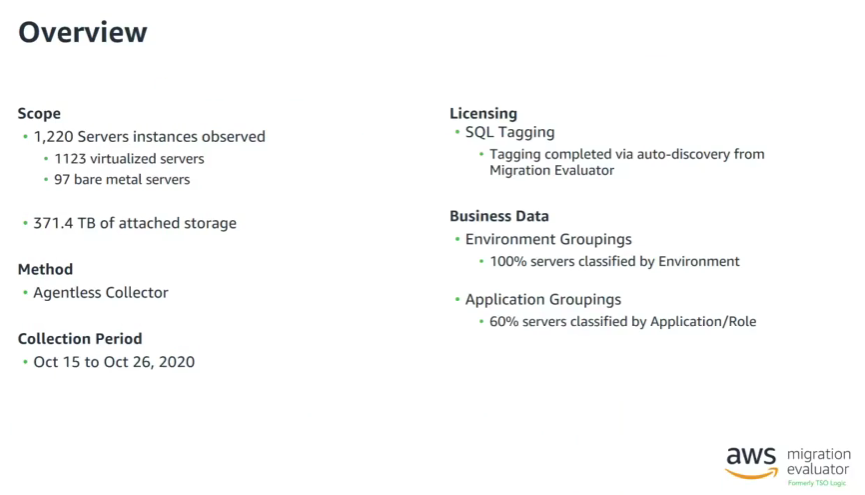 Overview
Scope
• 1,220 Servers instances observed
• 1123 virtualized servers
• 97 bare metal servers
• 371.4 TB of attached storage
Method
• Agentless Collector
Collection Period
• Oct 15 to Oct 26, 2020
Licensing
• SQL Tagging
• Tagging completed via auto-discovery from
Migration Evaluator
Business Data
• Environment Groupings
• 100% servers classified by Environment
• Application Groupings
• 60% servers classified by Application/Role
aws
migration
evaluator
Formerly TSO Logic